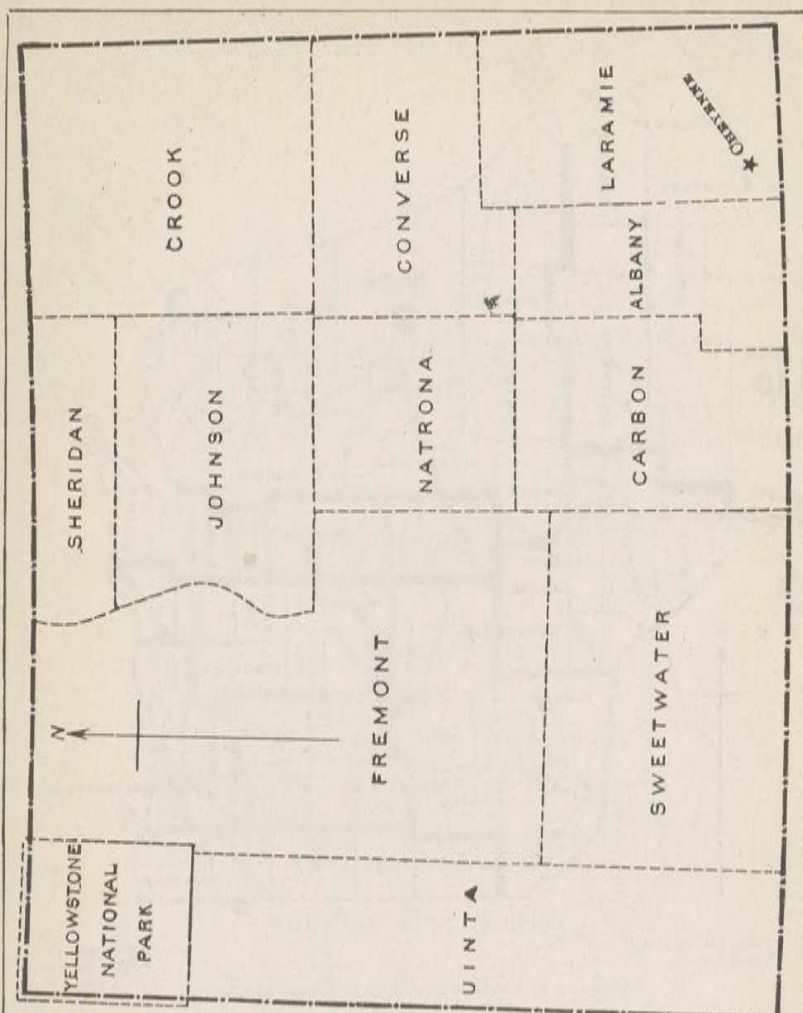 N
YELLOWSTONE
NATIONAL
PARK
SHERIDAN
CROOK
JOHNSON
FREMONT
NATRONA
CONVERSE
UINTA
SWEETWATER
CARBON
ALBANY
LARAMIE
CHEYENNE